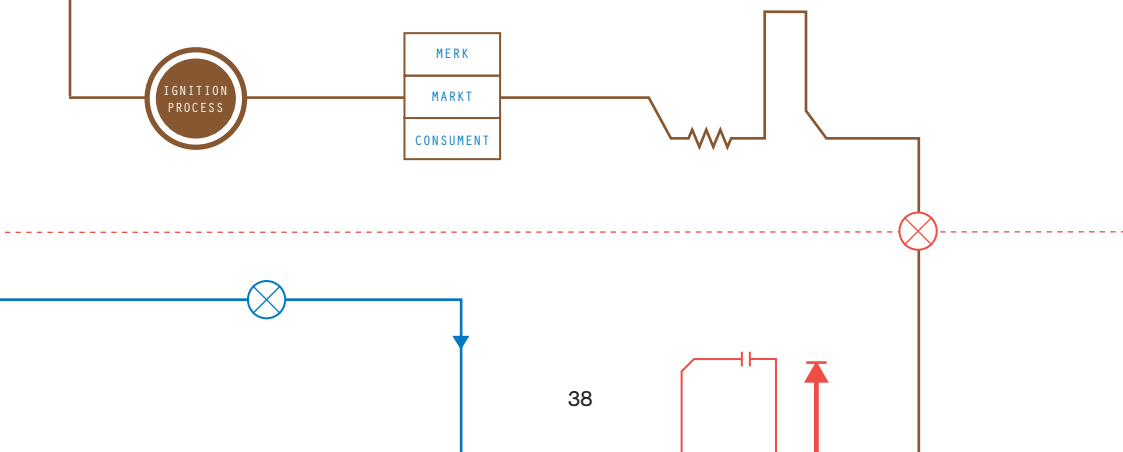 IGNITION
PROCESS
MERK
MARKT
CONSUMENT
38